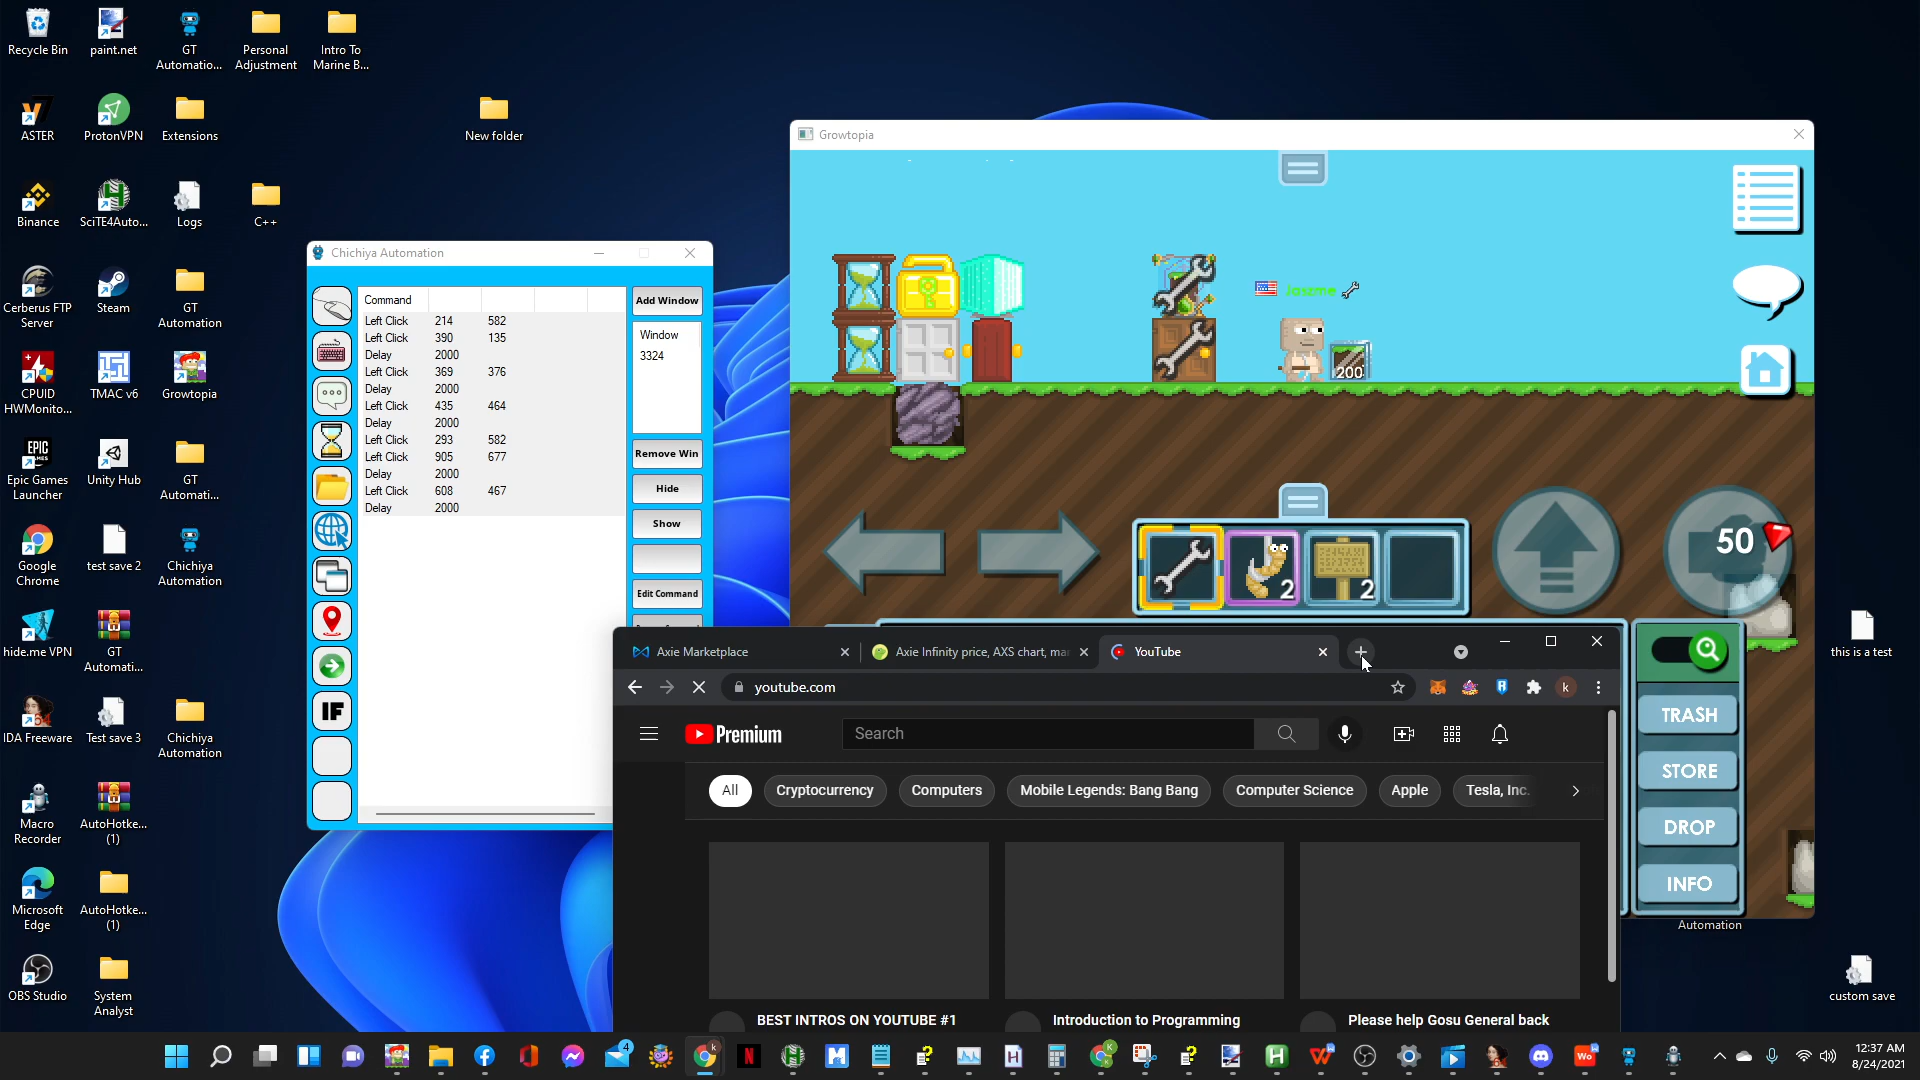 Recycle Bin
paint.net
GT Automatio...
Personal Adjustment
Intro To Marine B...
ASTER
ProtonVPN
Extensions
New folder
Binance
SciTE4Auto...
Logs
C++
Cerberus FTP Server
Steam
GT Automation
CPUID HWMonito...
TMAC v6
Growtopia
Epic Games Launcher
Unity Hub
GT Automati...
Google Chrome
test save 2
Chichiya Automation
hide.me VPN
GT Automati...
IDA Freeware
Test save 3
Chichiya Automation
Macro Recorder
AutoHotke... (1)
Microsoft Edge
AutoHotke... (1)
OBS Studio
System Analyst
Chichiya Automation
Command
Left Click 214 582
Left Click 390 135
Delay 2000
Left Click 369 376
Delay 2000
Left Click 435 464
Delay 2000
Left Click 293 582
Left Click 905 677
Delay 2000
Left Click 608 467
Delay 2000
IF
Add Window
Window
3324
Remove Win
Hide
Show
Edit Command
Growtopia
Jaszme
200
2
2
50
TRASH
STORE
DROP
INFO
Automation
this is a test
custom save
Axie Marketplace
Axie Infinity price, AXS chart, mar
YouTube
youtube.com
k
Premium
Search
All
Cryptocurrency
Computers
Mobile Legends: Bang Bang
Computer Science
Apple
Tesla, Inc.
BEST INTROS ON YOUTUBE #1
Introduction to Programming
Please help Gosu General back
12:37 AM
8/24/2021